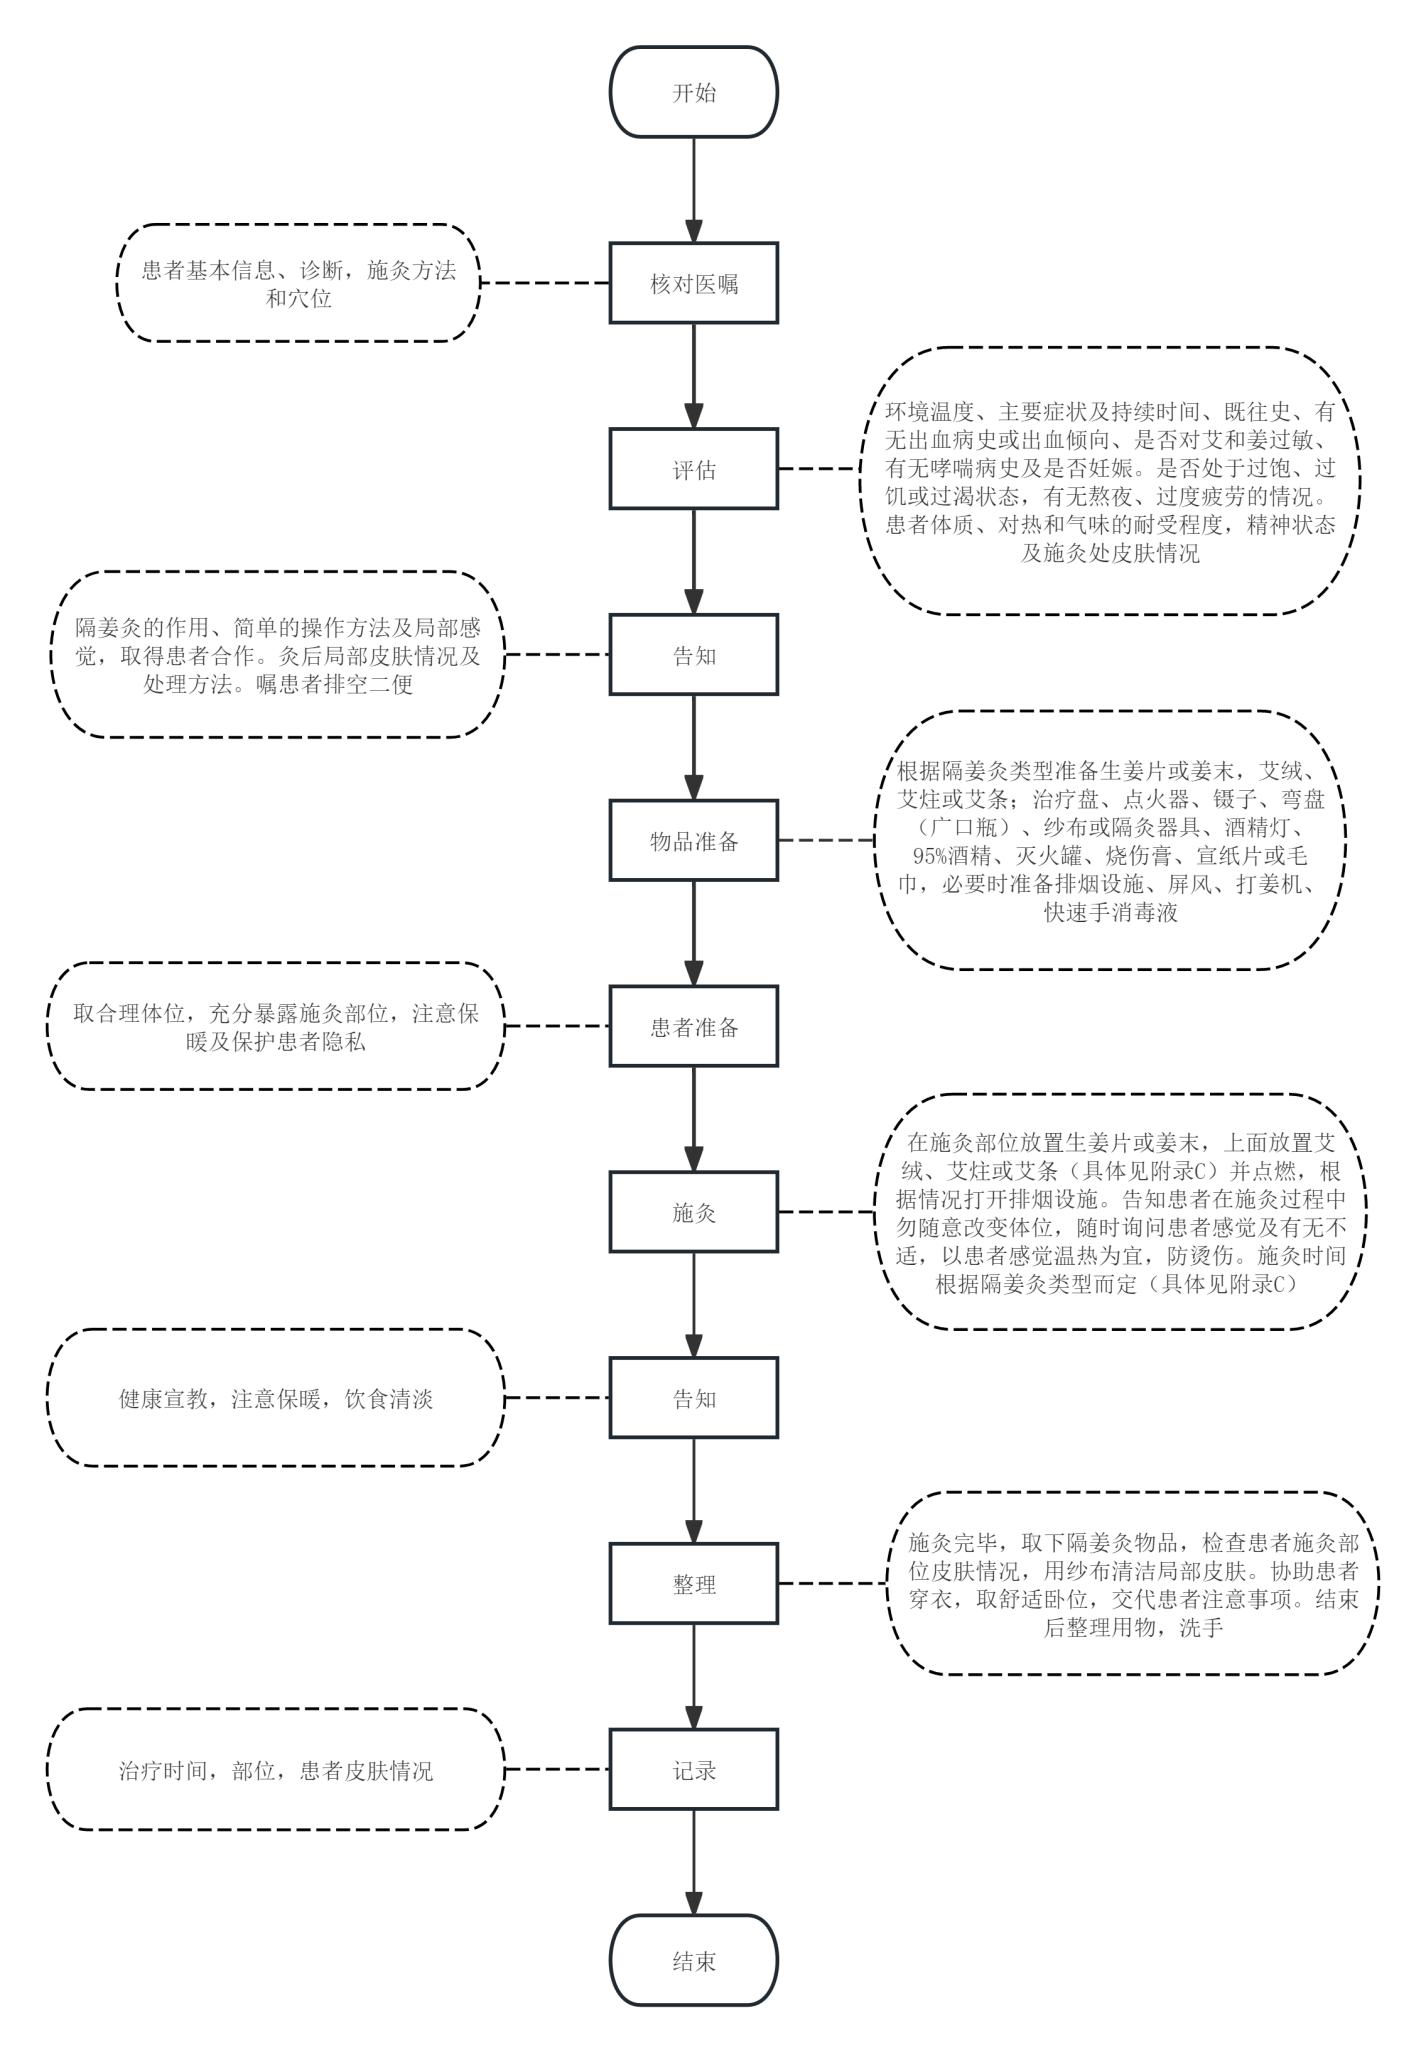 开始
核对医嘱
患者基本信息、诊断，施灸方法
和穴位
评估
环境温度、主要症状及持续时间、既往史、有
无出血病史或出血倾向、是否对艾和姜过敏、
有无哮喘病史及是否妊娠。是否处于过饱、过
饥或过渴状态，有无熬夜、过度疲劳的情况。
患者体质、对热和气味的耐受程度，精神状态
及施灸处皮肤情况
告知
隔姜灸的作用、简单的操作方法及局部感
觉，取得患者合作。灸后局部皮肤情况及
处理方法。嘱患者排空二便
物品准备
根据隔姜灸类型准备生姜片或姜末，艾绒、
艾炷或艾条；治疗盘、点火器、镊子、弯盘
（广口瓶）、纱布或隔灸器具、酒精灯、
95%酒精、灭火罐、烧伤膏、宣纸片或毛
巾，必要时准备排烟设施、屏风、打姜机、
快速手消毒液
患者准备
取合理体位，充分暴露施灸部位，注意保
暖及保护患者隐私
施灸
在施灸部位放置生姜片或姜末，上面放置艾
绒、艾炷或艾条（具体见附录C）并点燃，根
据情况打开排烟设施。告知患者在施灸过程中
勿随意改变体位，随时询问患者感觉及有无不
适，以患者感觉温热为宜，防烫伤。施灸时间
根据隔姜灸类型而定（具体见附录C）
告知
健康宣教，注意保暖，饮食清淡
整理
施灸完毕，取下隔姜灸物品，检查患者施灸部
位皮肤情况，用纱布清洁局部皮肤。协助患者
穿衣，取舒适卧位，交代患者注意事项。结束
后整理用物，洗手
记录
治疗时间，部位，患者皮肤情况
结束